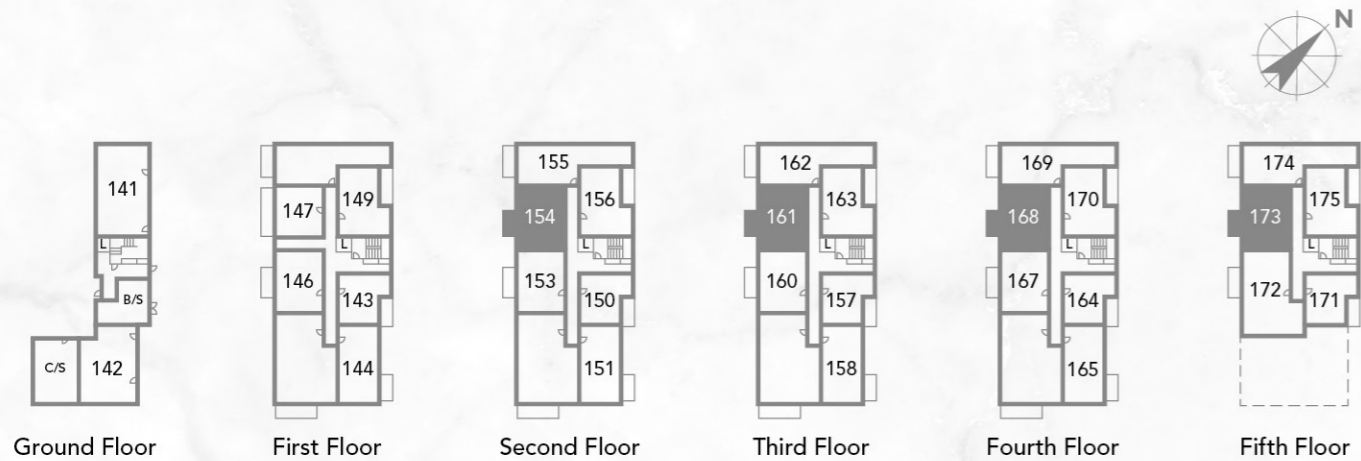 N
141
L
B/S
C/S
142
Ground Floor
147
149
L
146
143
144
First Floor
155
154
156
L
153
150
151
Second Floor
162
161
163
L
160
157
158
Third Floor
169
168
170
L
167
164
165
Fourth Floor
174
173
175
L
172
171
Fifth Floor